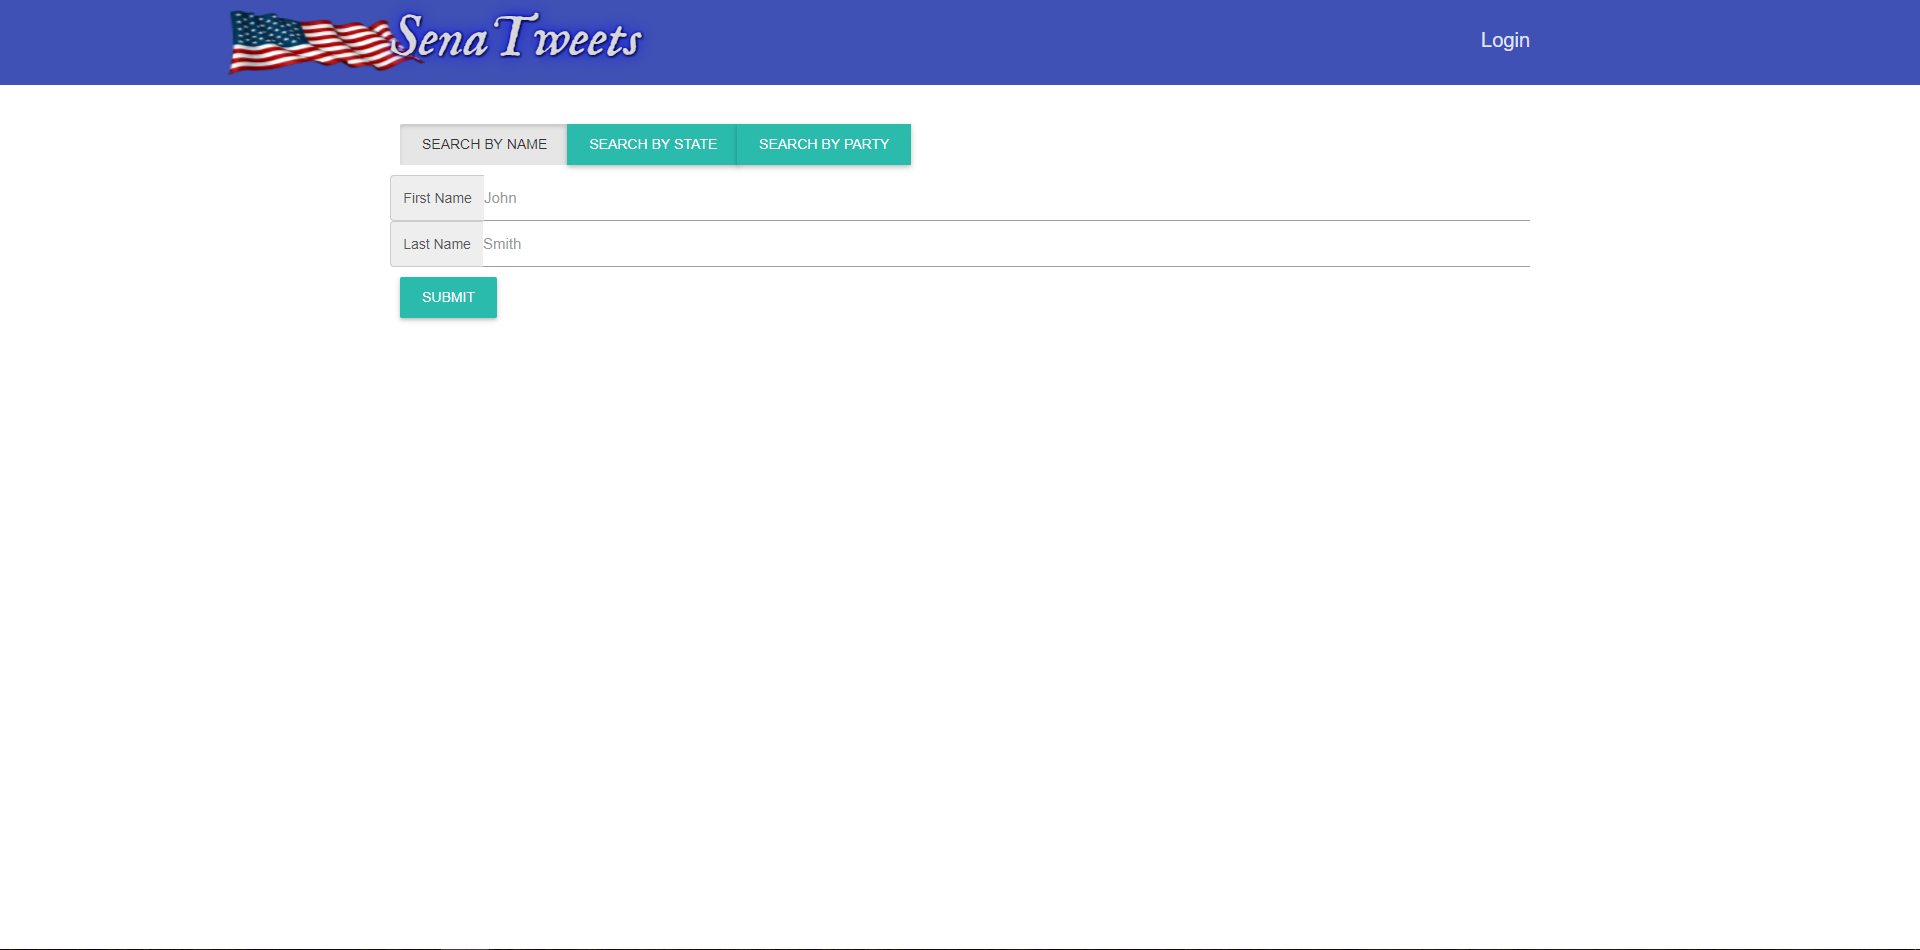 SenaTweets
Login
SEARCH BY NAME SEARCH BY STATE SEARCH BY PARTY
First Name John
Last Name Smith
SUBMIT